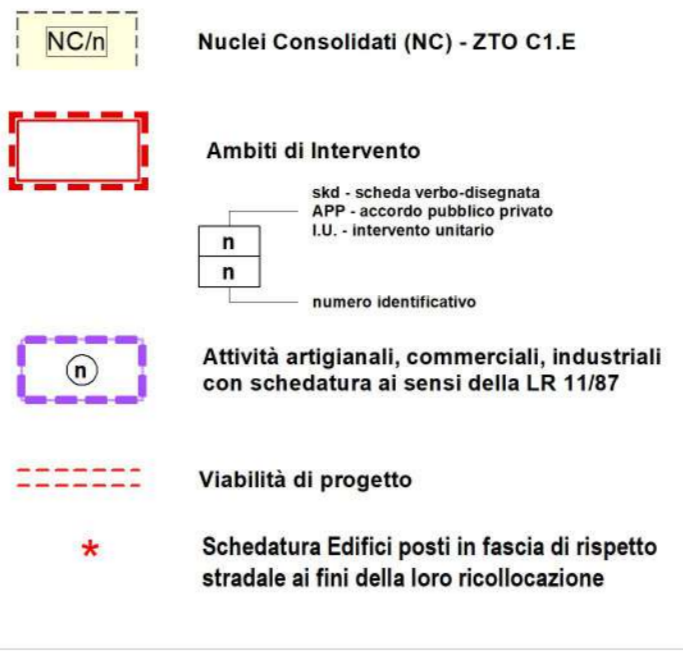 NC/n
Nuclei Consolidati (NC) - ZTO C1.E
Ambiti di Intervento
skd - scheda verbo-disegnata
APP - accordo pubblico privato
I.U. - intervento unitario
n
n
numero identificativo
n
Attività artigianali, commerciali, industriali
con schedatura ai sensi della LR 11/87
Viabilità di progetto
* Schedatura Edifici posti in fascia di rispetto
stradale ai fini della loro ricollocazione